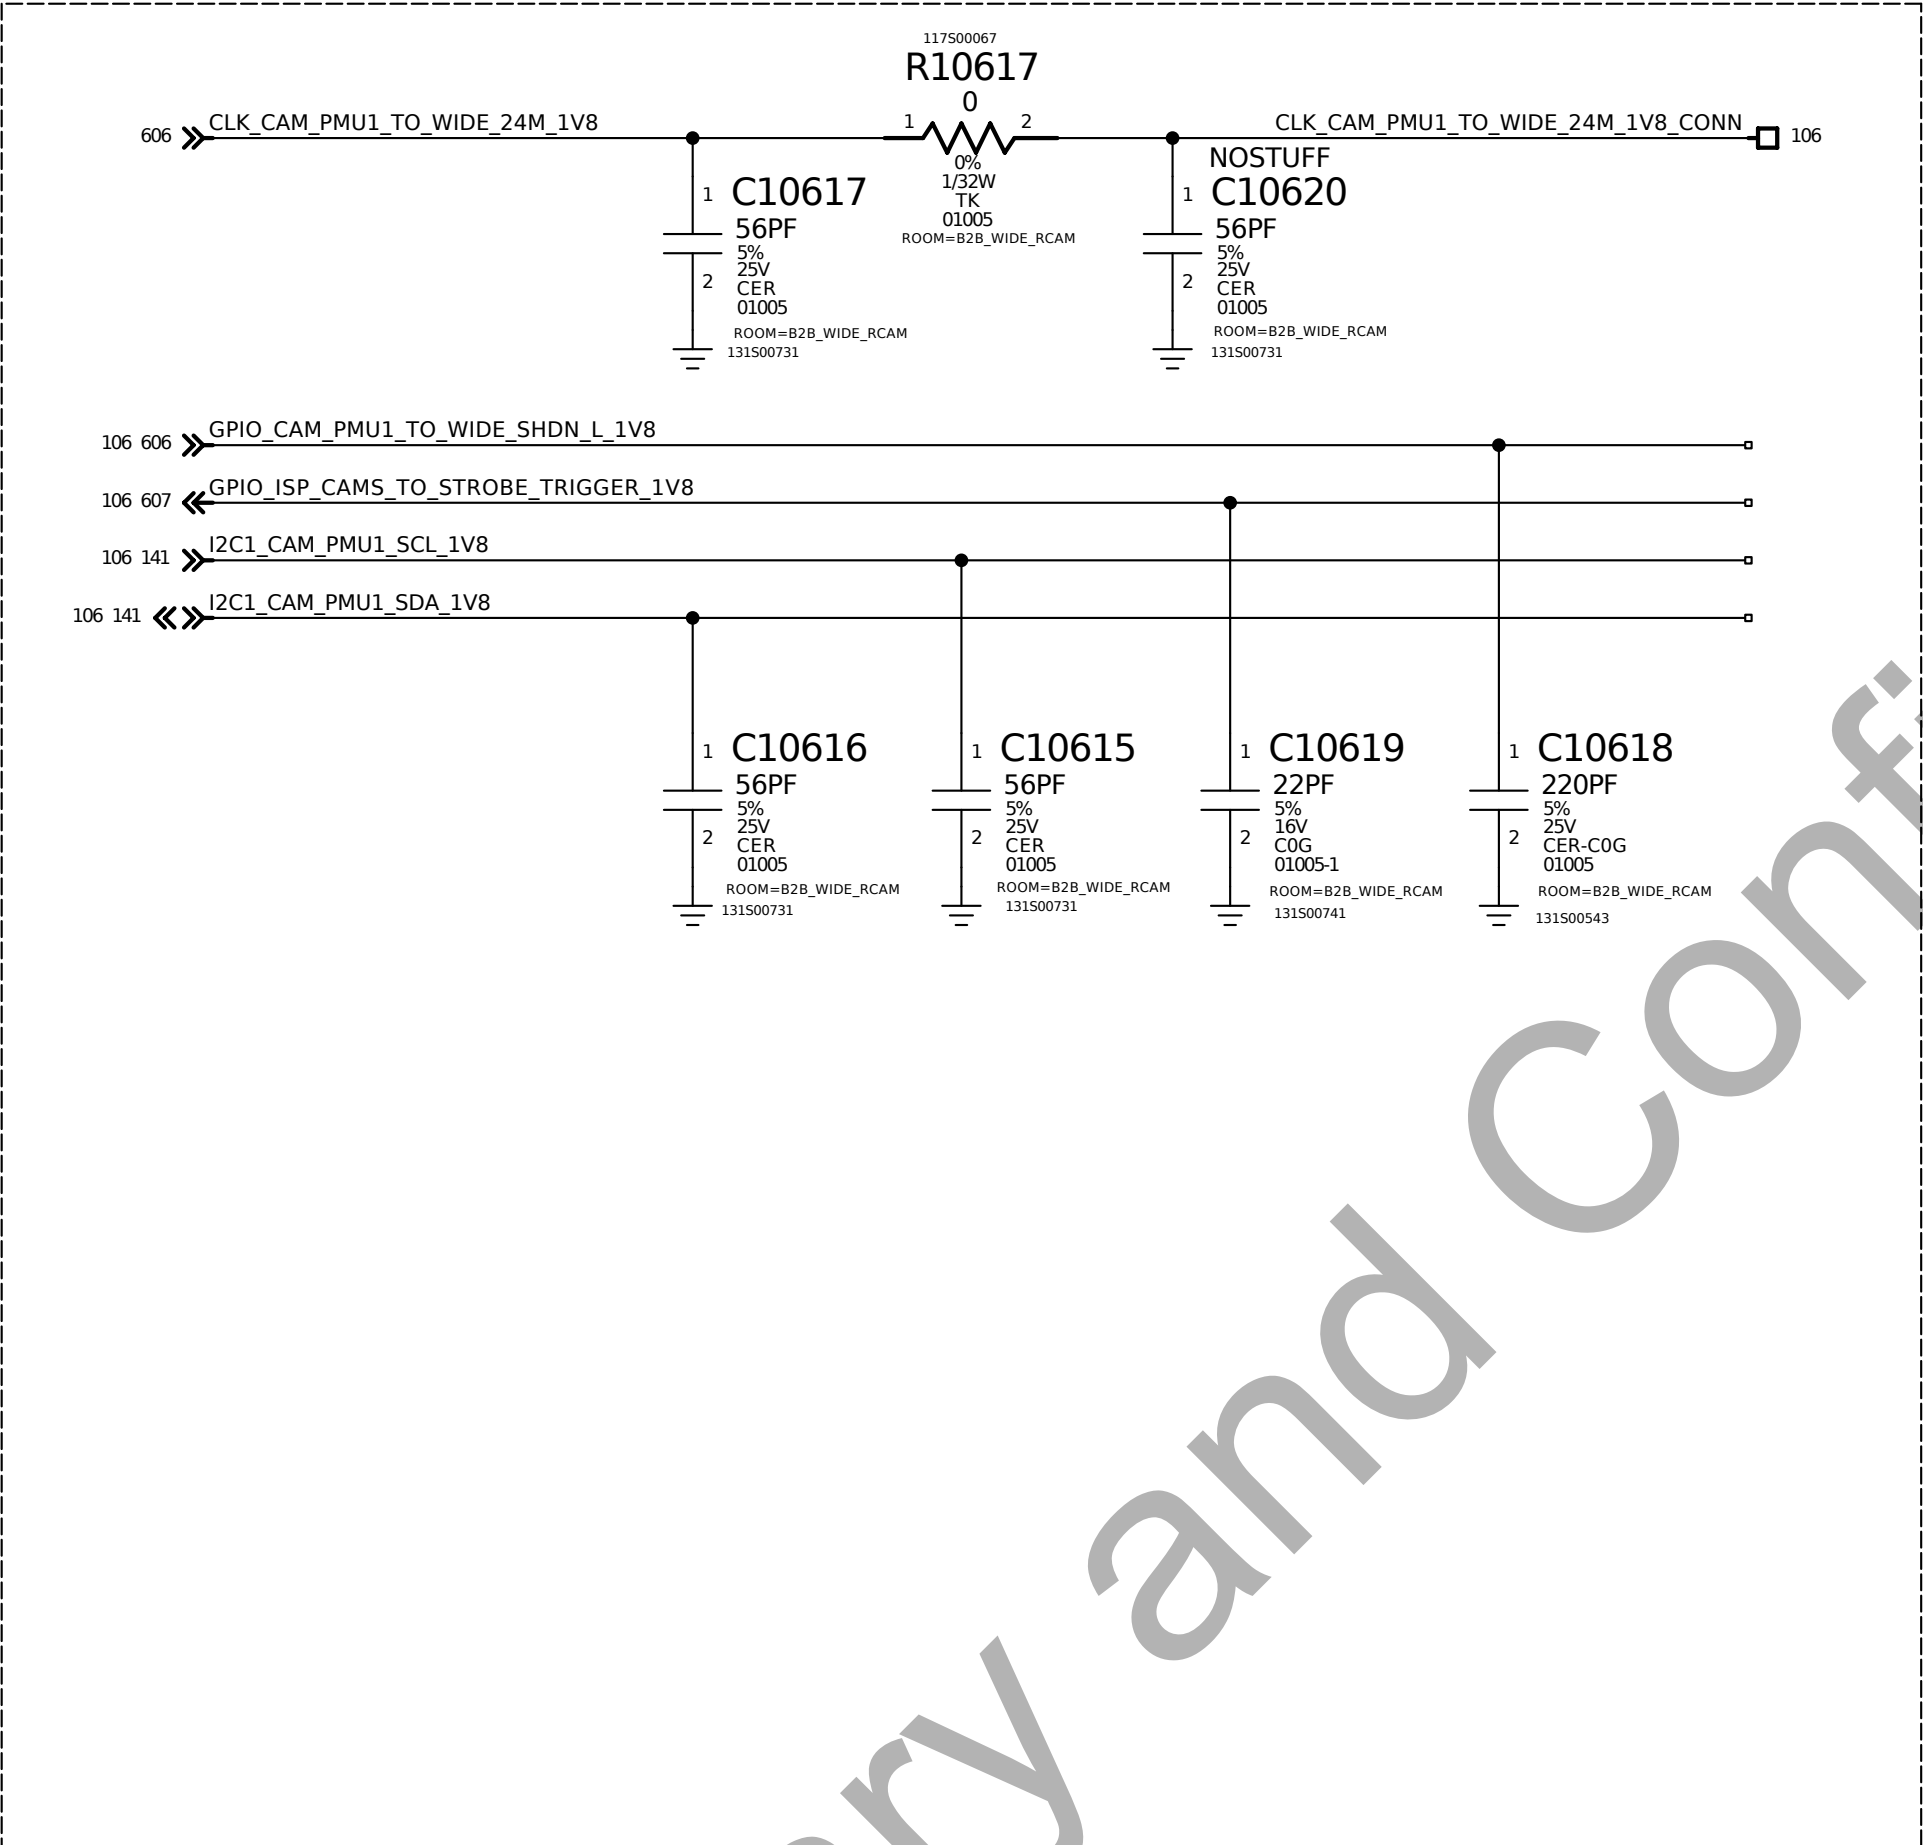 117S00067
R10617
0
606 CLK_CAM_PMU1_TO_WIDE_24M_1V8 1 2 CLK_CAM_PMU1_TO_WIDE_24M_1V8_CONN 106
0%
1/32W
TK
01005
ROOM=B2B_WIDE_RCAM
1 C10617
56PF
5%
25V
2 CER
01005
ROOM=B2B_WIDE_RCAM
131S00731
NOSTUFF
1 C10620
56PF
5%
25V
2 CER
01005
ROOM=B2B_WIDE_RCAM
131S00731
106 606 GPIO_CAM_PMU1_TO_WIDE_SHDN_L_1V8
106 607 GPIO_ISP_CAMS_TO_STROBE_TRIGGER_1V8
106 141 I2C1_CAM_PMU1_SCL_1V8
106 141 I2C1_CAM_PMU1_SDA_1V8
1 C10616
56PF
5%
25V
2 CER
01005
ROOM=B2B_WIDE_RCAM
131S00731
1 C10615
56PF
5%
25V
2 CER
01005
ROOM=B2B_WIDE_RCAM
131S00731
1 C10619
22PF
5%
16V
2 C0G
01005-1
ROOM=B2B_WIDE_RCAM
131S00741
1 C10618
220PF
5%
25V
2 CER-C0G
01005
ROOM=B2B_WIDE_RCAM
131S00543
ry and Confi